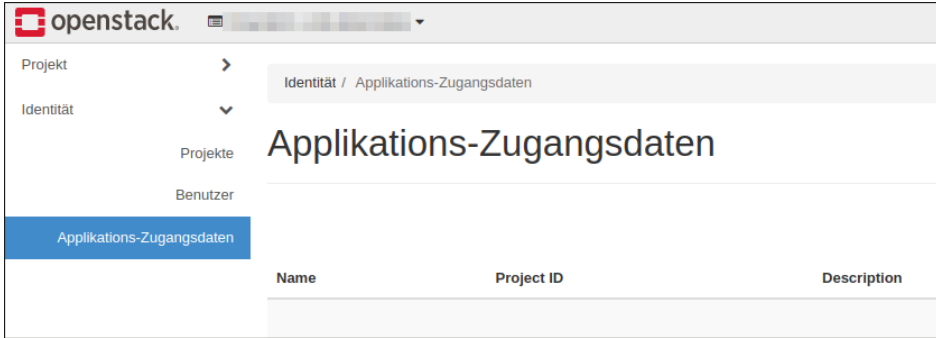 openstack.
Projekt
Identität
Projekte
Benutzer
Applikations-Zugangsdaten
Identität / Applikations-Zugangsdaten
Applikations-Zugangsdaten
Name Project ID Description